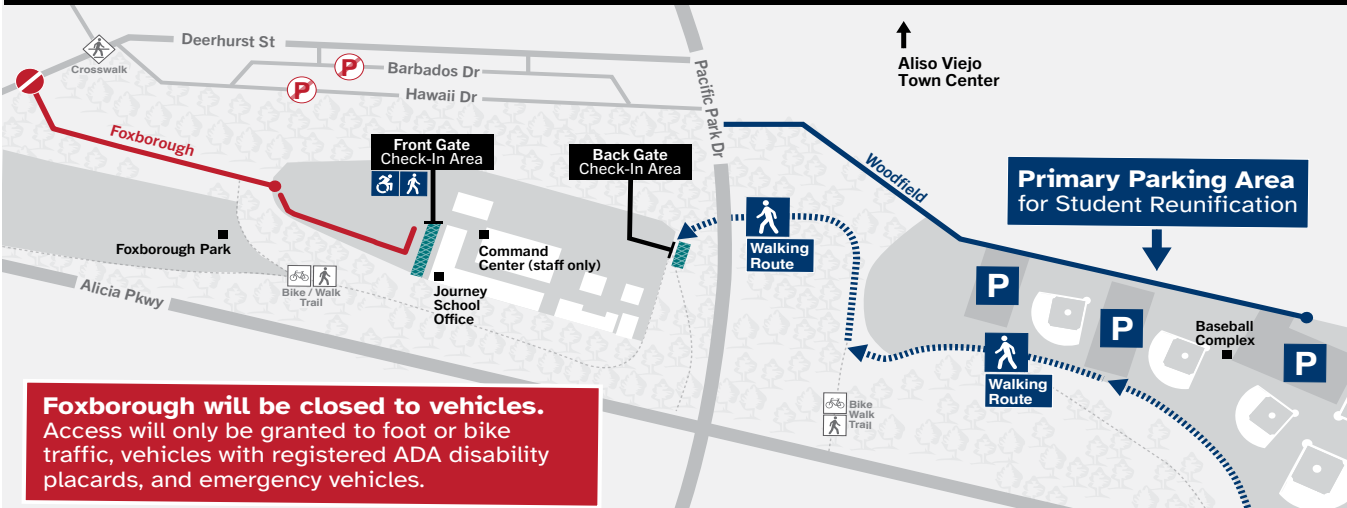 Deerhurst St
Crosswalk
P
Barbados Dr
P
Hawaii Dr
Pacific Park Dr
Aliso Viejo
Town Center
Foxborough
Front Gate
Check-In Area
Back Gate
Check-In Area
Woodfield
Primary Parking Area
for Student Reunification
Foxborough Park
Command
Center (staff only)
Walking
Route
Bike / Walk
Trail
Journey
School
Office
Alicia Pkwy
P
P
Baseball
Complex
P
Walking
Route
Bike
Walk
Trail
Foxborough will be closed to vehicles.
Access will only be granted to foot or bike
traffic, vehicles with registered ADA disability
placards, and emergency vehicles.